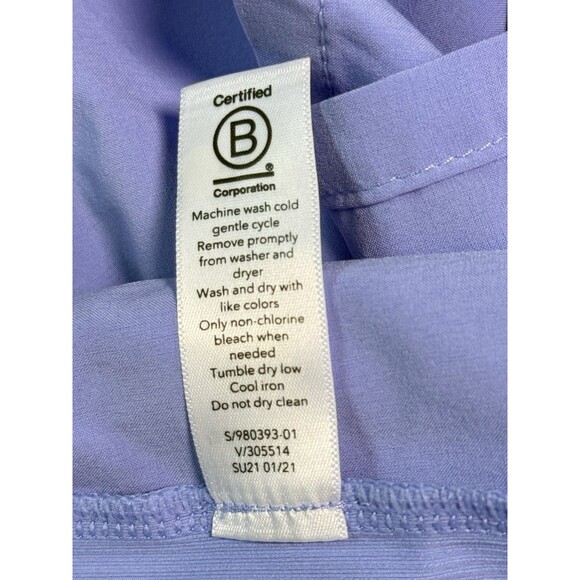 Certified
B
®
Corporation
Machine wash cold
gentle cycle
Remove promptly
from washer and
dryer
Wash and dry with
like colors
Only non-chlorine
bleach when
needed
Tumble dry low
Cool iron
Do not dry clean
S/980393-01
V/305514
SU21 01/21